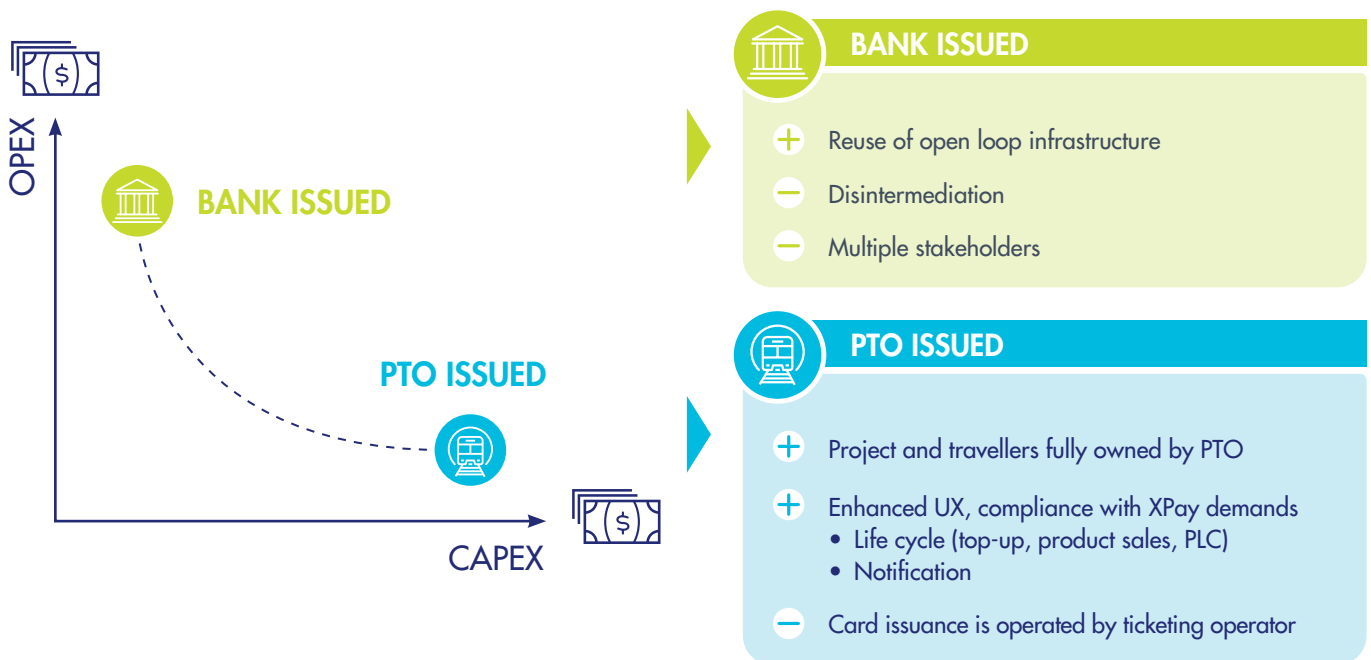 $
OPEX
BANK ISSUED
PTO ISSUED
CAPEX
$
BANK ISSUED
Reuse of open loop infrastructure
Disintermediation
Multiple stakeholders
PTO ISSUED
Project and travellers fully owned by PTO
Enhanced UX, compliance with XPay demands
• Life cycle (top-up, product sales, PLC)
• Notification
Card issuance is operated by ticketing operator